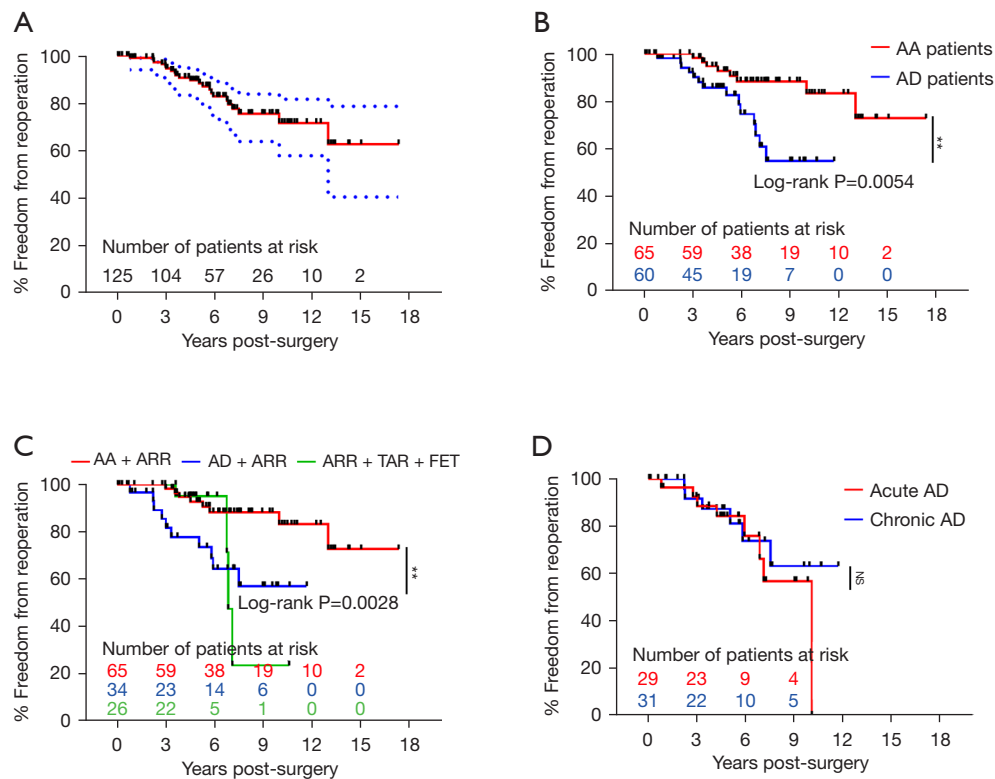 A
% Freedom from reoperation
100
80
60
40
20
0
Number of patients at risk
125 104 57 26 10 2
0 3 6 9 12 15 18
Years post-surgery
B
AA patients
AD patients
% Freedom from reoperation
100
80
60
40
20
0
**
Log-rank P=0.0054
Number of patients at risk
65 59 38 19 10 2
60 45 19 7 0 0
0 3 6 9 12 15 18
Years post-surgery
C
AA + ARR AD + ARR ARR + TAR + FET
% Freedom from reoperation
100
80
60
40
20
0
**
Log-rank P=0.0028
Number of patients at risk
65 59 38 19 10 2
34 23 14 6 0 0
26 22 5 1 0 0
0 3 6 9 12 15 18
Years post-surgery
D
Acute AD
Chronic AD
% Freedom from reoperation
100
80
60
40
20
0
NS
Number of patients at risk
29 23 9 4
31 22 10 5
0 3 6 9 12 15 18
Years post-surgery